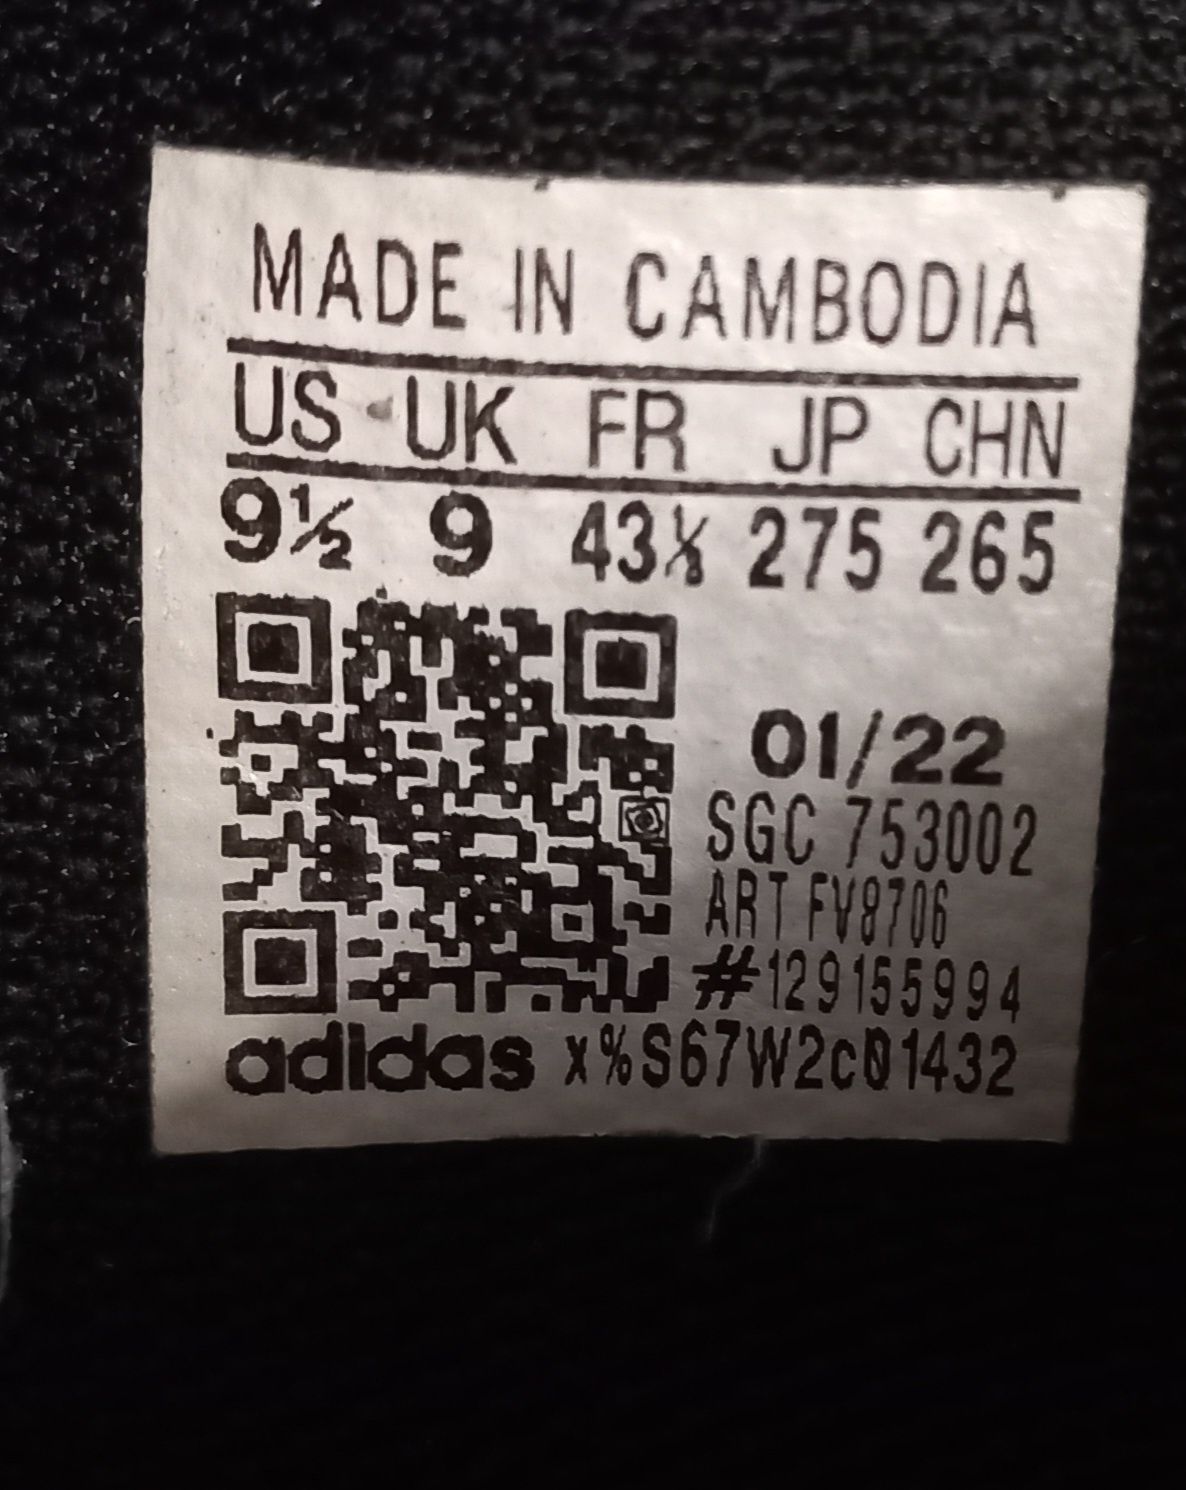 MADE IN CAMBODIA
US UK FR JP CHN
9½ 9 43⅓ 275 265
01/22
SGC 753002
ART FV8706
#129155994
adidas x%S67W2c01432